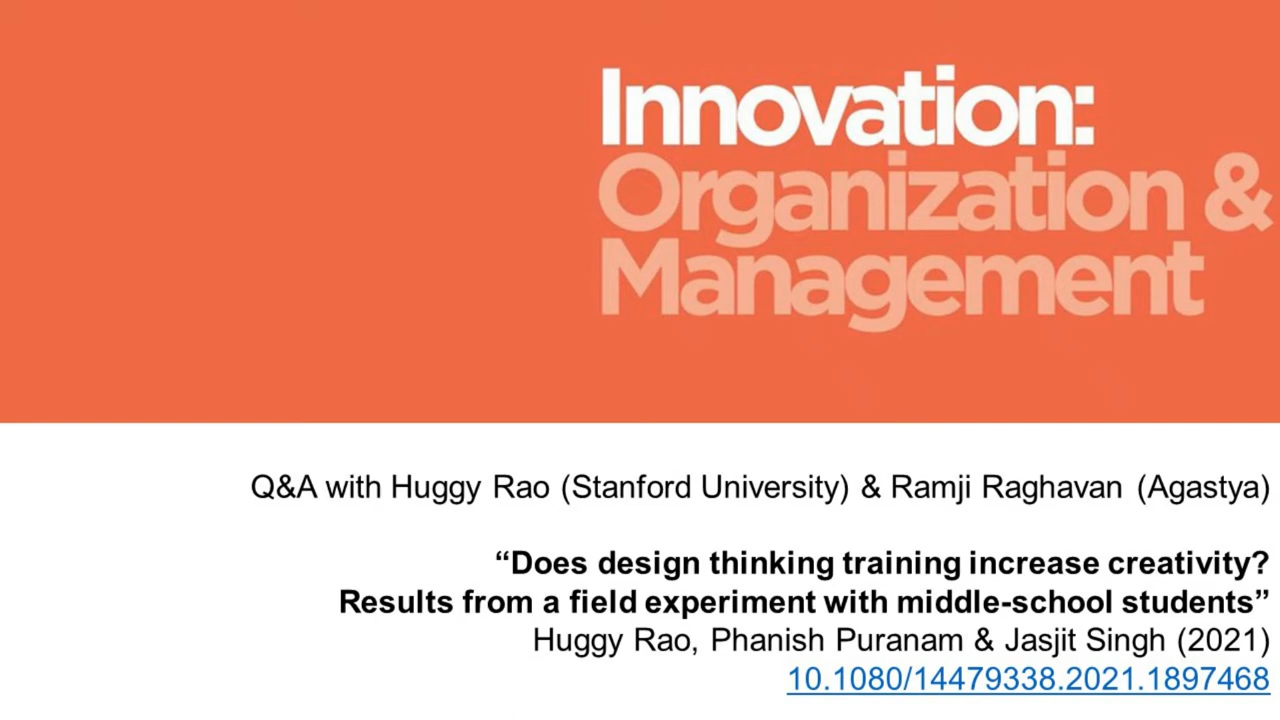 Innovation:
Organization &
Management
Q&A with Huggy Rao (Stanford University) & Ramji Raghavan (Agastya)
“Does design thinking training increase creativity?
Results from a field experiment with middle-school students”
Huggy Rao, Phanish Puranam & Jasjit Singh (2021)
10.1080/14479338.2021.1897468